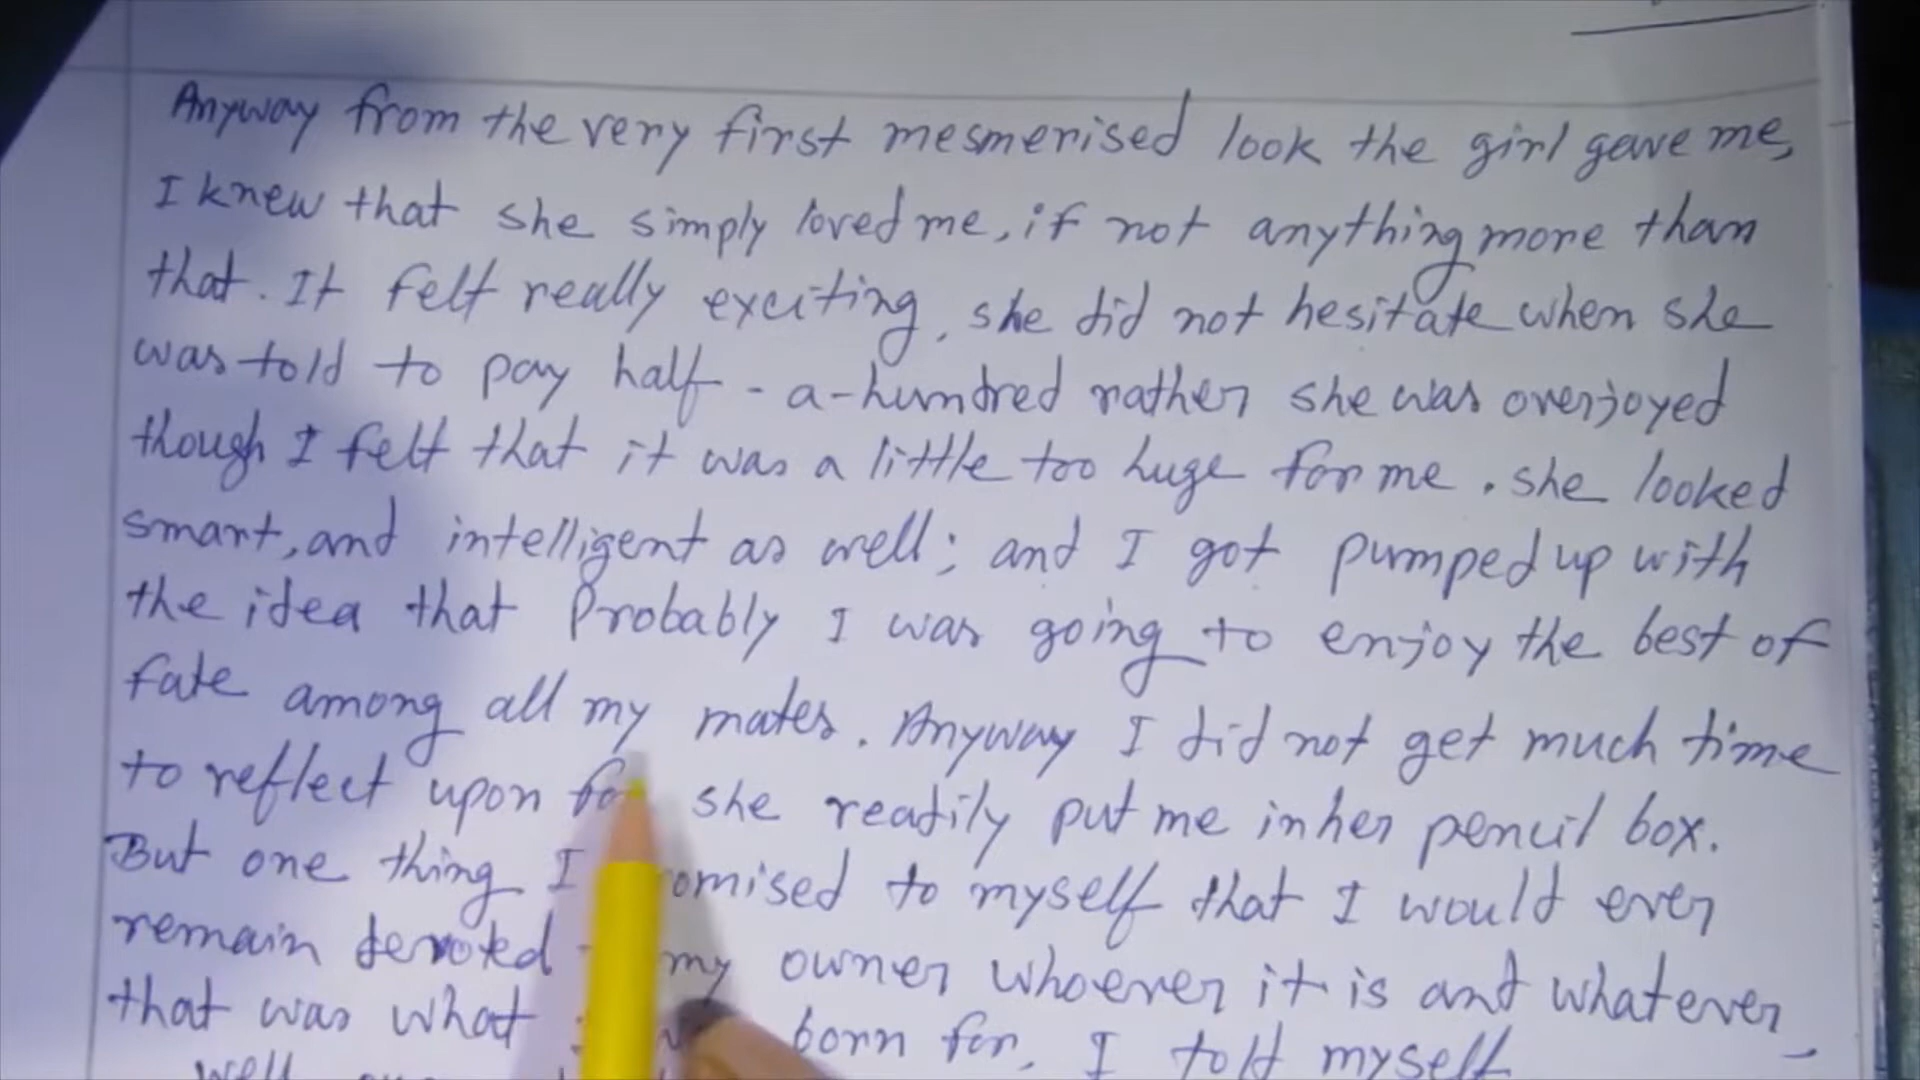 Anyway from the very first mesmerised look the girl gave me,
I knew that she simply loved me, if not anything more than
that. It felt really exciting, she did not hesitate when she
was told to pay half - a-hundred rather she was overjoyed
though I felt that it was a little too huge for me. she looked
smart, and intelligent as well; and I got pumped up with
the idea that Probably I was going to enjoy the best of
fate among all my mates. Anyway I did not get much time
to reflect upon she readily put me in her pencil box.
But one thing I omised to myself that I would ever
remain devoted my owner whoever it is and whatever,
that was what born for, I told myself
well